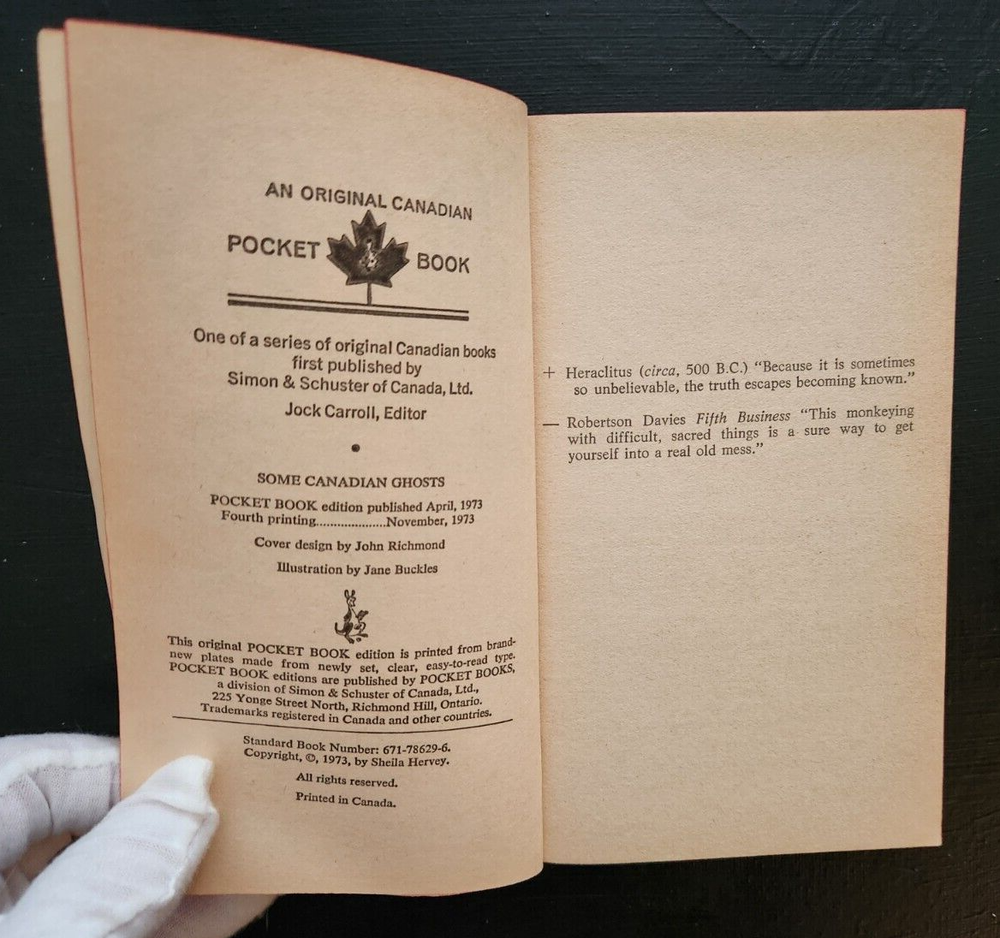 AN ORIGINAL CANADIAN
POCKET BOOK
One of a series of original Canadian books
first published by
Simon & Schuster of Canada, Ltd.
Jock Carroll, Editor
•
SOME CANADIAN GHOSTS
POCKET BOOK edition published April, 1973
Fourth printing.....................November, 1973
Cover design by John Richmond
Illustration by Jane Buckles
This original POCKET BOOK edition is printed from brand-
new plates made from newly set, clear, easy-to-read type.
POCKET BOOK editions are published by POCKET BOOKS,
a division of Simon & Schuster of Canada, Ltd.,
225 Yonge Street North, Richmond Hill, Ontario.
Trademarks registered in Canada and other countries.
Standard Book Number: 671-78629-6.
Copyright, ©, 1973, by Sheila Hervey.
All rights reserved.
Printed in Canada.
+ Heraclitus (circa, 500 B.C.) “Because it is sometimes
so unbelievable, the truth escapes becoming known.”
— Robertson Davies Fifth Business “This monkeying
with difficult, sacred things is a sure way to get
yourself into a real old mess.”